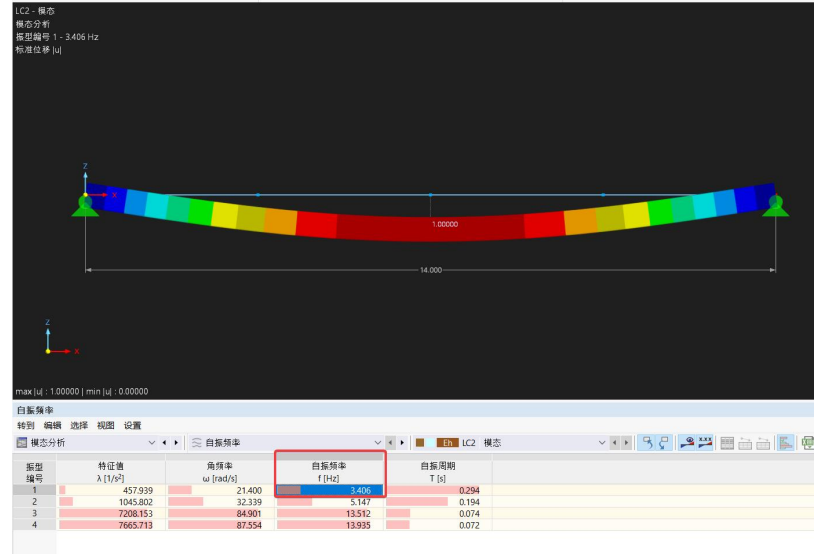 LC2 - 模态
模态分析
振型编号 1 - 3.406 Hz
标准位移 |u|
Z
X
1.00000
14.000
Z
X
max |u| : 1.00000 | min |u| : 0.00000
自振频率
转到 编辑 选择 视图 设置
模态分析 自振频率 Eh LC2 模态 x.xx
振型 特征值 角频率 自振频率 自振周期
编号 λ [1/s²] ω [rad/s] f [Hz] T [s]
1 457.939 21.400 3.406 0.294
2 1045.802 32.339 5.147 0.194
3 7208.153 84.901 13.512 0.074
4 7665.713 87.554 13.935 0.072